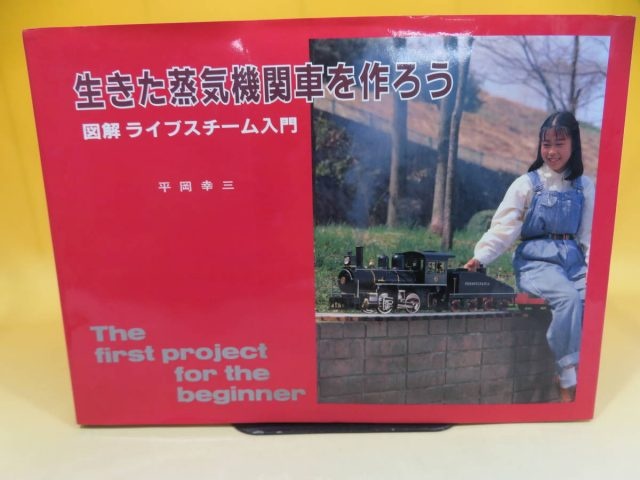 生きた蒸気機関車を作ろう
図解 ライブスチーム入門
平岡幸三
PENNSYLVANIA
The
first project
for the
beginner